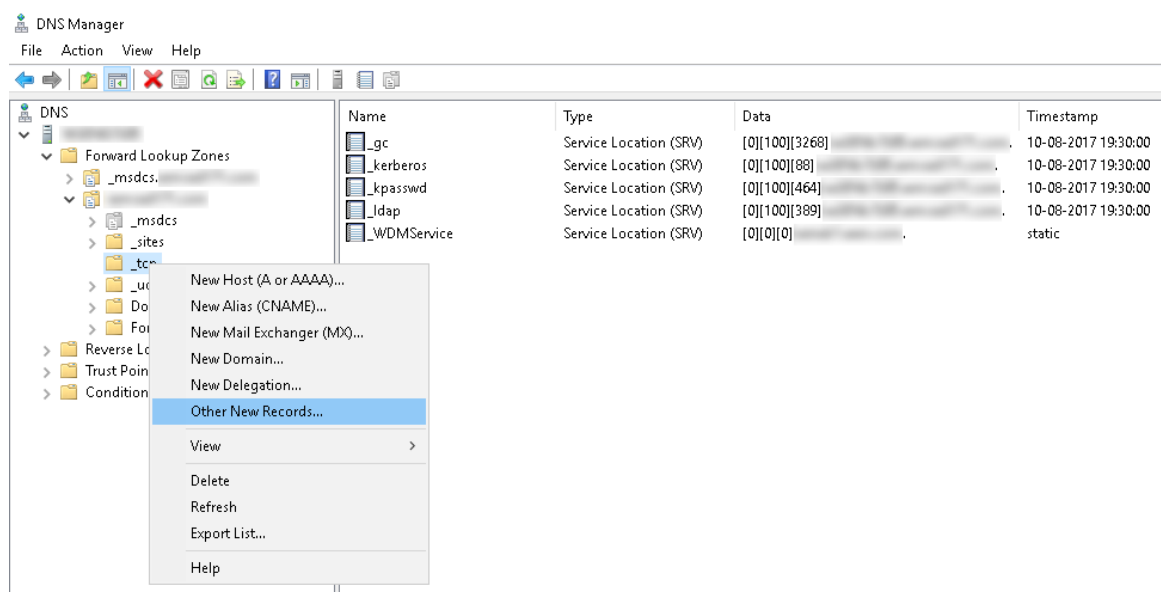 DNS Manager
File Action View Help
DNS
Forward Lookup Zones
_msdcs.
_msdcs
_sites
_tcp
Reverse Lo
Trust Poin
Condition
Name Type Data Timestamp
_gc Service Location (SRV) [0][100][3268] . 10-08-2017 19:30:00
_kerberos Service Location (SRV) [0][100][88] . 10-08-2017 19:30:00
_kpasswd Service Location (SRV) [0][100][464] . 10-08-2017 19:30:00
_ldap Service Location (SRV) [0][100][389] . 10-08-2017 19:30:00
_WDMService Service Location (SRV) [0][0][0] . static
New Host (A or AAAA)...
New Alias (CNAME)...
New Mail Exchanger (MX)...
New Domain...
New Delegation...
Other New Records...
View
Delete
Refresh
Export List...
Help